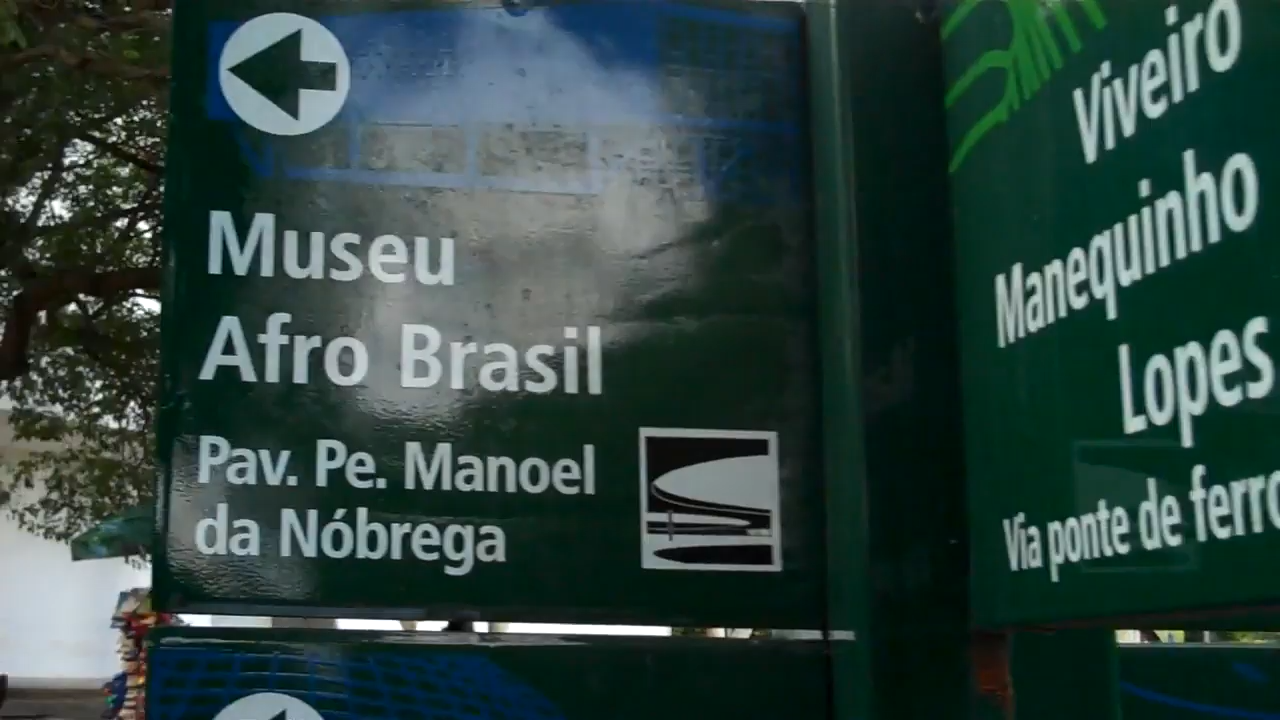 Museu
Afro Brasil
Pav. Pe. Manoel
da Nóbrega
Viveiro
Manequinho
Lopes
Via ponte de ferro